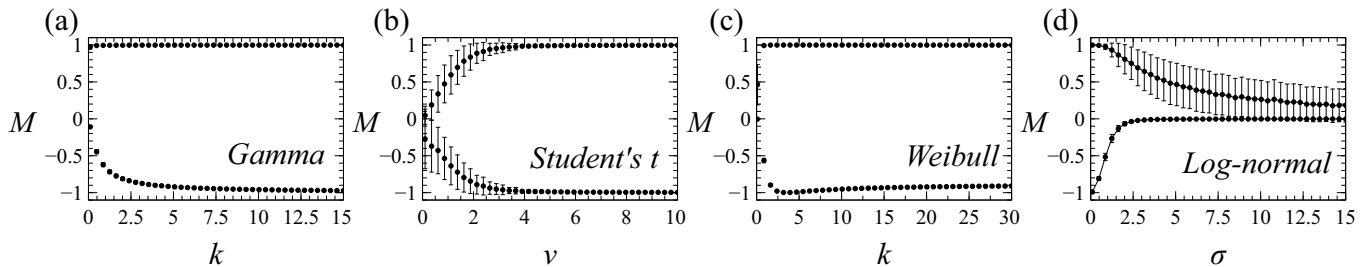 (a) (b) (c) (d)
1 1 1 1
0.5 0.5 0.5 0.5
M 0 M 0 M 0 M 0
−0.5 Gamma −0.5 Student's t −0.5 Weibull −0.5 Log-normal
−1 −1 −1 −1
0 2.5 5 7.5 10 12.5 15 0 2 4 6 8 10 0 5 10 15 20 25 30 0 2.5 5 7.5 10 12.5 15
k ν k σ